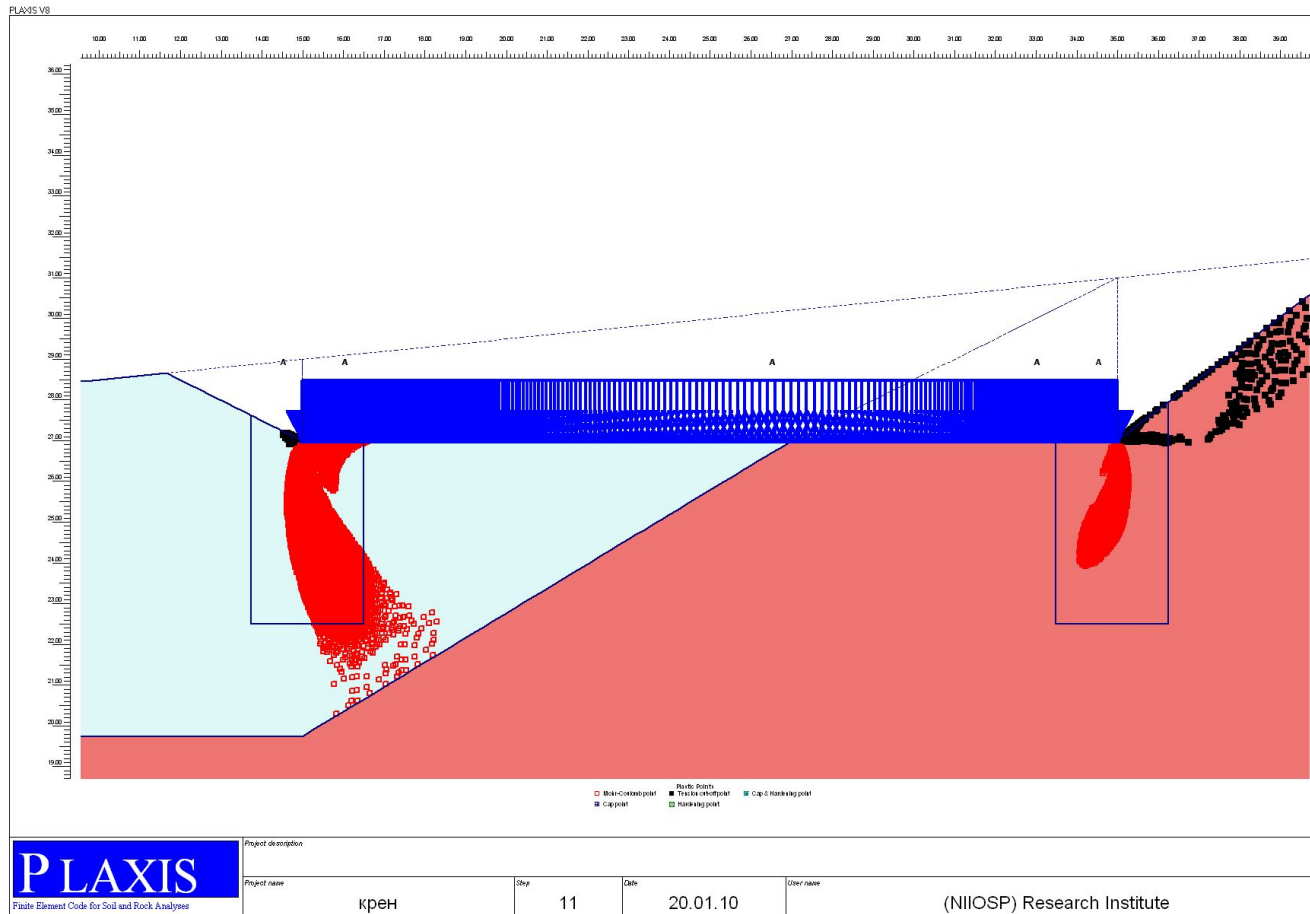 PLAXIS V8
10.00 11.00 12.00 13.00 14.00 15.00 16.00 17.00 18.00 19.00 20.00 21.00 22.00 23.00 24.00 25.00 26.00 27.00 28.00 29.00 30.00 31.00 32.00 33.00 34.00 35.00 36.00 37.00 38.00 39.00
36.00
35.00
34.00
33.00
32.00
31.00
30.00
29.00
28.00
27.00
26.00
25.00
24.00
23.00
22.00
21.00
20.00
19.00
A A A A A
Plastic Points
Mohr-Coulomb point Tension cut-off point Cap & Hardening point
Cap point Hardening point
PLAXIS
Finite Element Code for Soil and Rock Analyses
Project description
Project name Step Date User name
крен 11 20.01.10 (NIIOSP) Research Institute